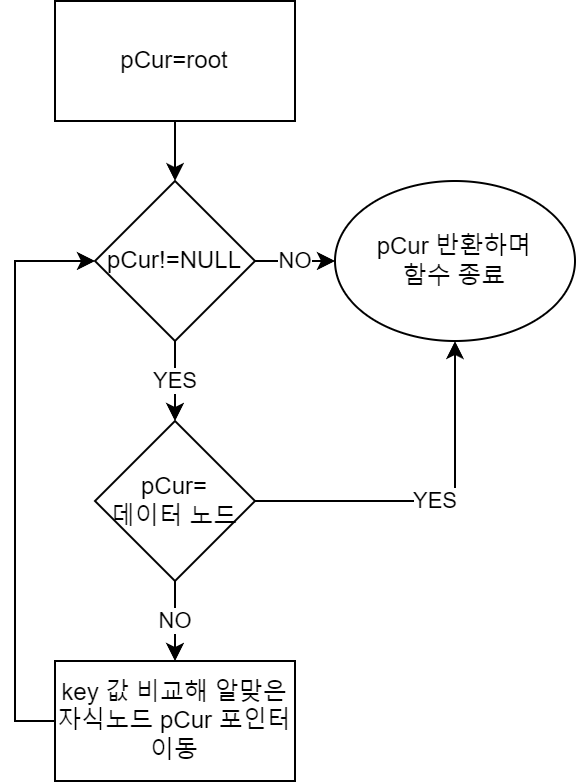 pCur=root
pCur!=NULL
NO
pCur 반환하며
함수 종료
YES
pCur=
데이터 노드
YES
NO
key 값 비교해 알맞은
자식노드 pCur 포인터
이동